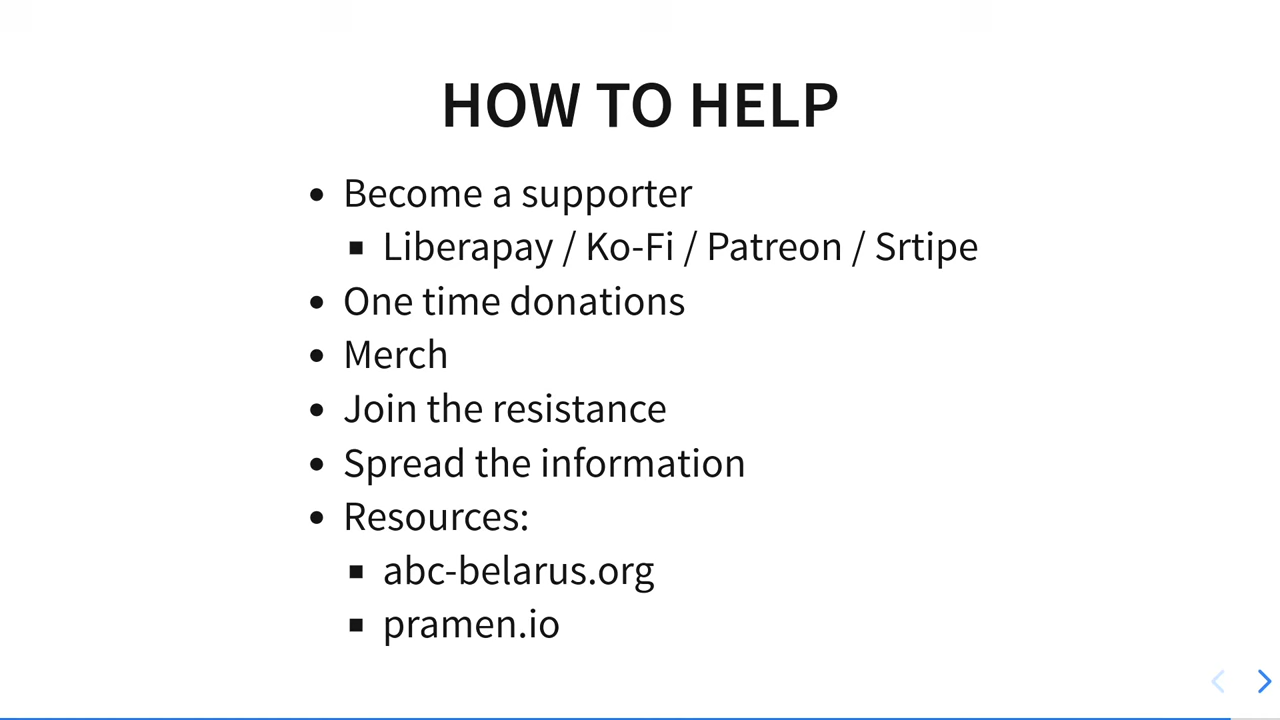 HOW TO HELP
Become a supporter
Liberapay / Ko-Fi / Patreon / Srtipe
One time donations
Merch
Join the resistance
Spread the information
Resources:
abc-belarus.org
pramen.io